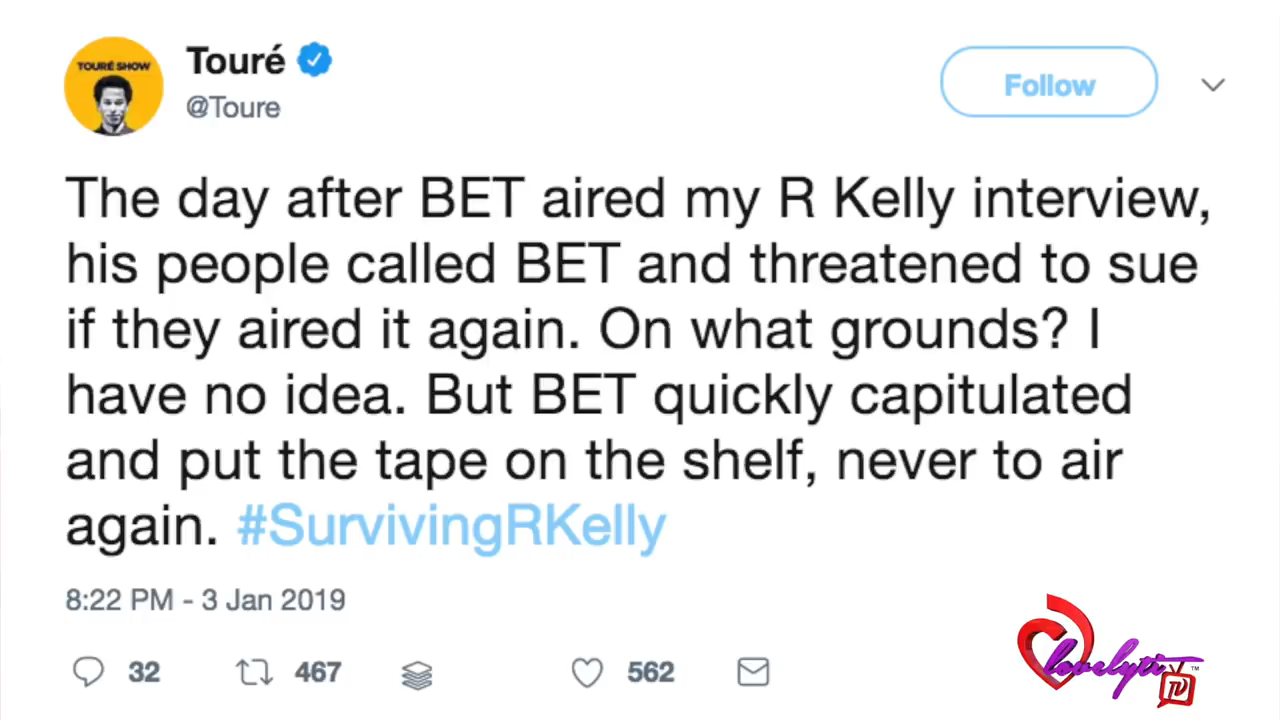 TOURÉ SHOW
Touré
@Toure
Follow
The day after BET aired my R Kelly interview,
his people called BET and threatened to sue
if they aired it again. On what grounds? I
have no idea. But BET quickly capitulated
and put the tape on the shelf, never to air
again. #SurvivingRKelly
8:22 PM - 3 Jan 2019
32 467 562
lovelyti
TV
™